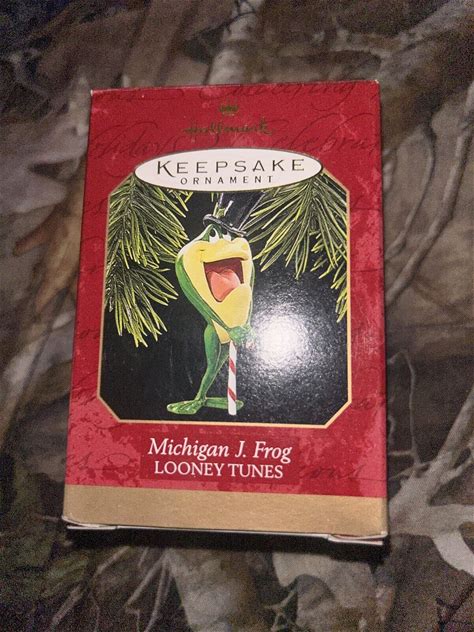 Hallmark
KEEPSAKE
ORNAMENT
Michigan J. Frog
LOONEY TUNES